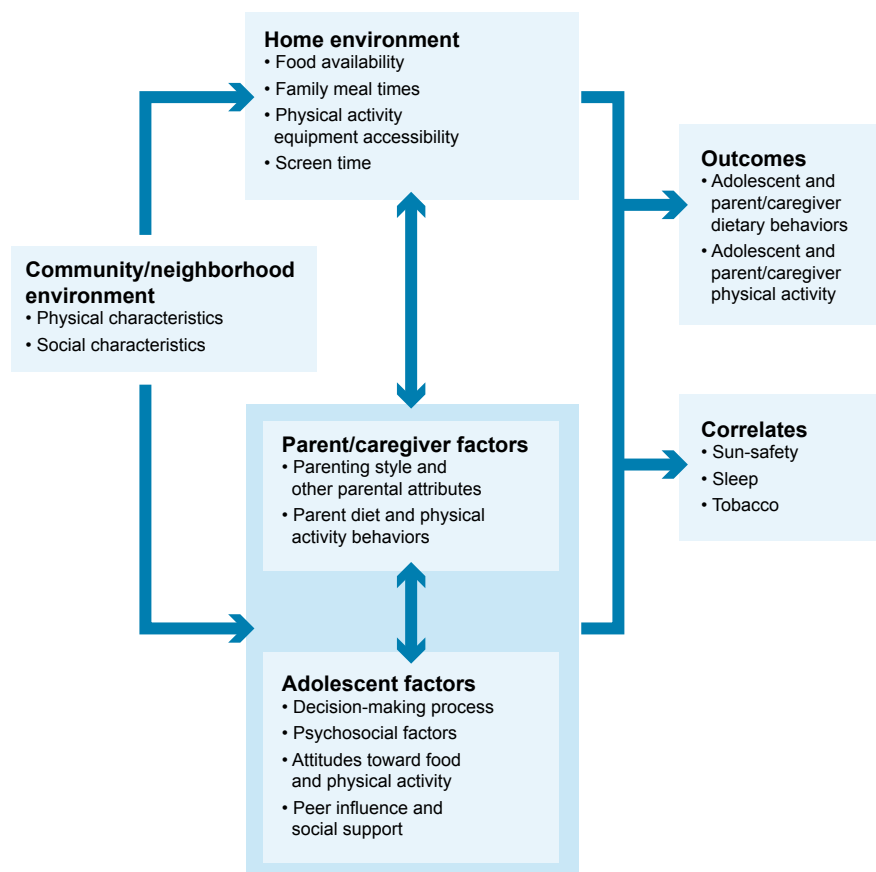 Home environment
• Food availability
• Family meal times
• Physical activity
equipment accessibility
• Screen time
Community/neighborhood
environment
• Physical characteristics
• Social characteristics
Parent/caregiver factors
• Parenting style and
other parental attributes
• Parent diet and physical
activity behaviors
Adolescent factors
• Decision-making process
• Psychosocial factors
• Attitudes toward food
and physical activity
• Peer influence and
social support
Outcomes
• Adolescent and
parent/caregiver
dietary behaviors
• Adolescent and
parent/caregiver
physical activity
Correlates
• Sun-safety
• Sleep
• Tobacco